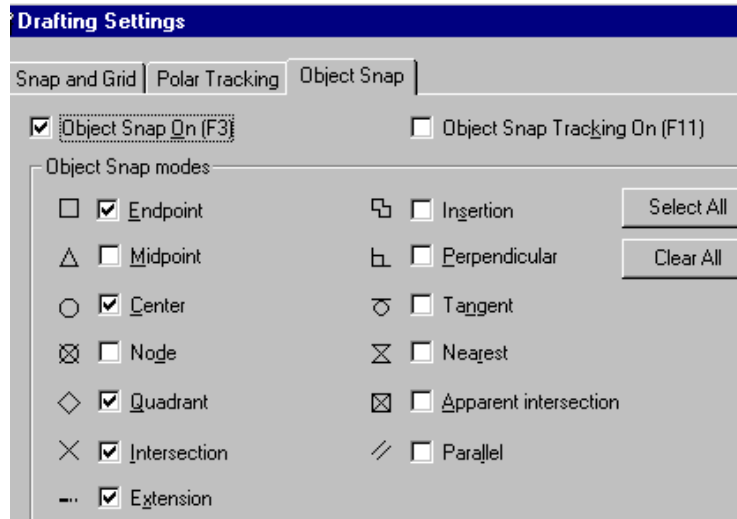 Drafting Settings
Snap and Grid Polar Tracking Object Snap
Object Snap On (F3) Object Snap Tracking On (F11)
Object Snap modes
Endpoint Insertion Select All
Midpoint Perpendicular Clear All
Center Tangent
Node Nearest
Quadrant Apparent intersection
Intersection Parallel
Extension